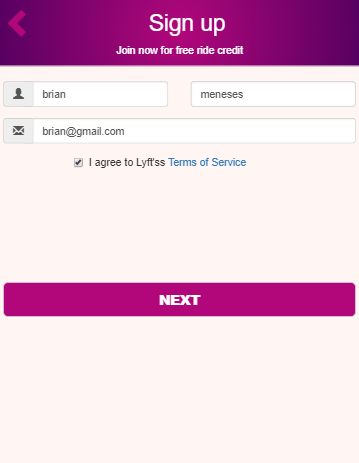 Sign up
Join now for free ride credit
brian
meneses
brian@gmail.com
I agree to Lyft'ss Terms of Service
NEXT